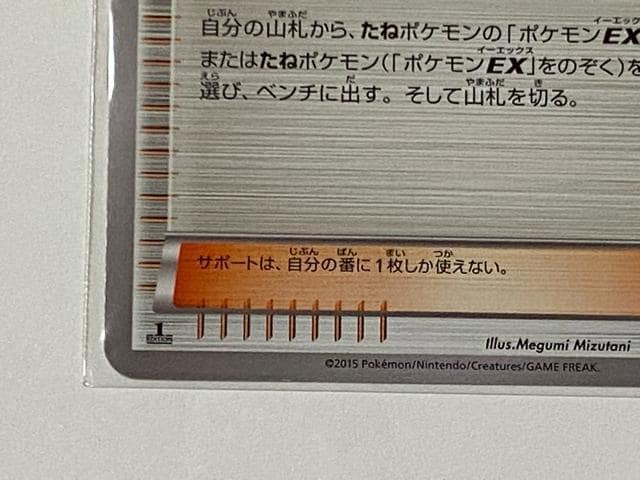 自分の山札から、たねポケモンの「ポケモンEX
またはたねポケモン(「ポケモンEX」をのぞく)を
選び、ベンチに出す。そして山札を切る。
サポートは、自分の番に1枚しか使えない。
1 EDITION
Illus.Megumi Mizutani
©2015 Pokémon/Nintendo/Creatures/GAME FREAK.